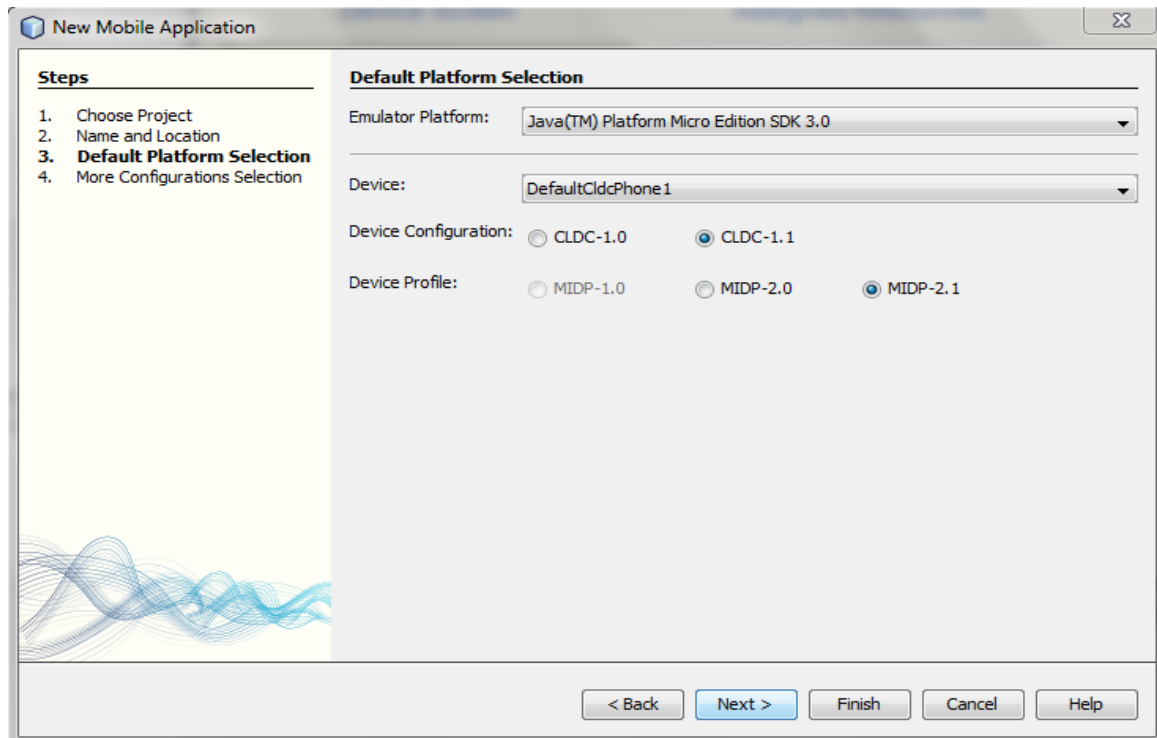 New Mobile Application
Steps
1. Choose Project
2. Name and Location
3. Default Platform Selection
4. More Configurations Selection
Default Platform Selection
Emulator Platform: Java(TM) Platform Micro Edition SDK 3.0
Device: DefaultCldcPhone1
Device Configuration: CLDC-1.0 CLDC-1.1
Device Profile: MIDP-1.0 MIDP-2.0 MIDP-2.1
< Back Next > Finish Cancel Help